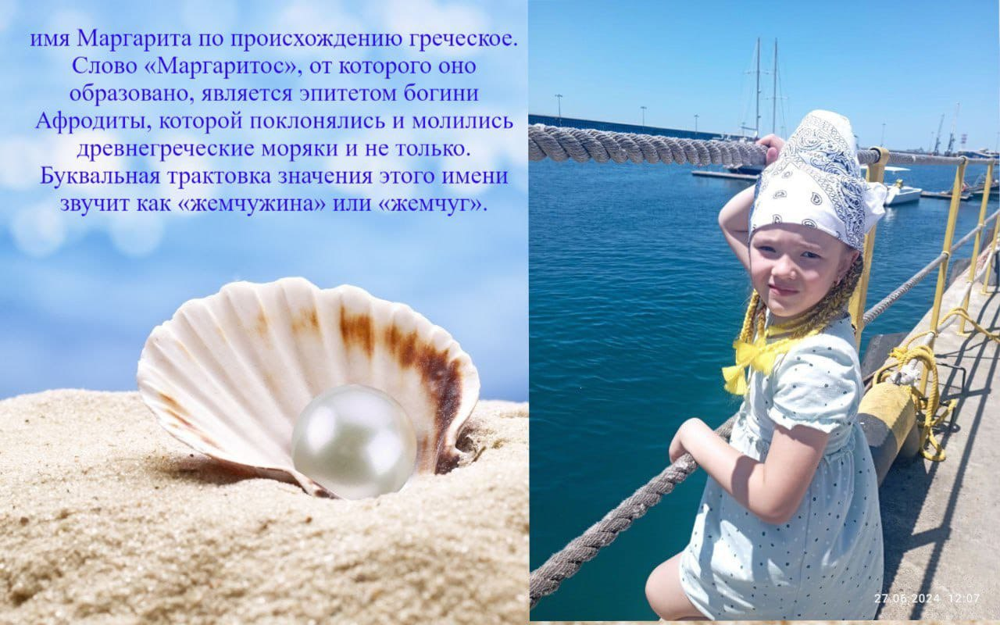 имя Маргарита по происхождению греческое.
Слово «Маргаритос», от которого оно
образовано, является эпитетом богини
Афродиты, которой поклонялись и молились
древнегреческие моряки и не только.
Буквальная трактовка значения этого имени
звучит как «жемчужина» или «жемчуг».
27.06.2024 12:07